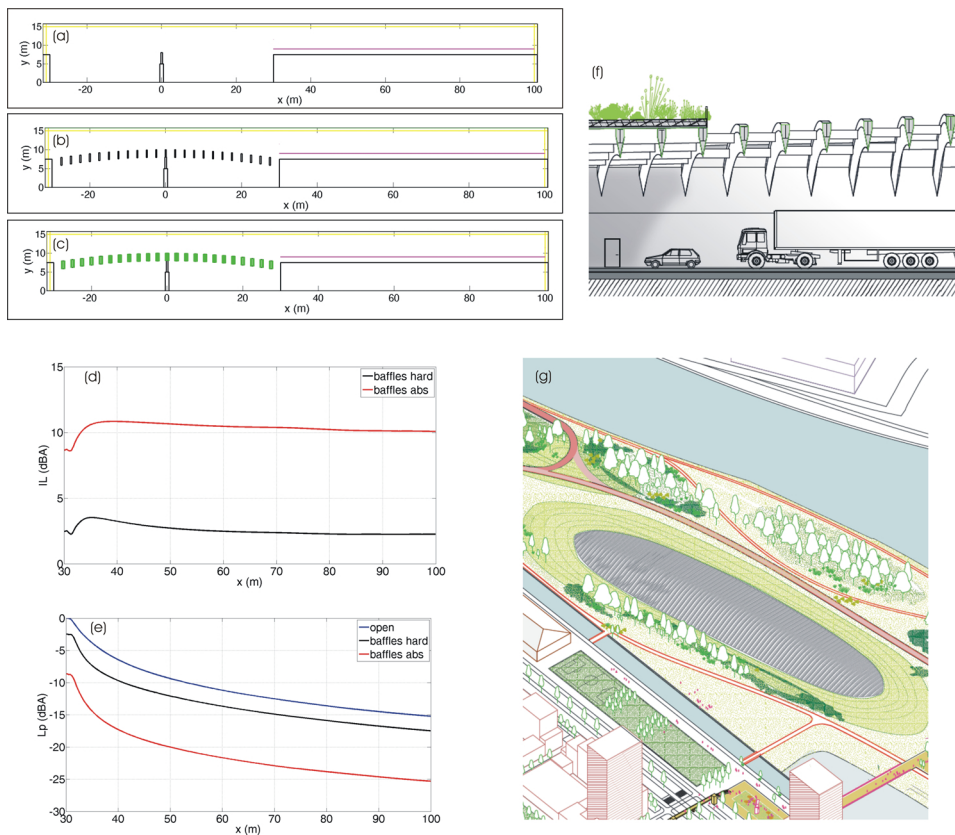 (a)
15
10
5
0
y (m)
-20
0
20
40
60
80
100
x (m)
(b)
15
10
5
0
y (m)
-20
0
20
40
60
80
100
x (m)
(c)
15
10
5
0
y (m)
-20
0
20
40
60
80
100
x (m)
(f)
(d)
15
10
5
0
IL (dBA)
baffles hard
baffles abs
30
40
50
60
70
80
90
100
x (m)
(e)
0
-5
-10
-15
-20
-25
-30
Lp (dBA)
open
baffles hard
baffles abs
30
40
50
60
70
80
90
100
x (m)
(g)